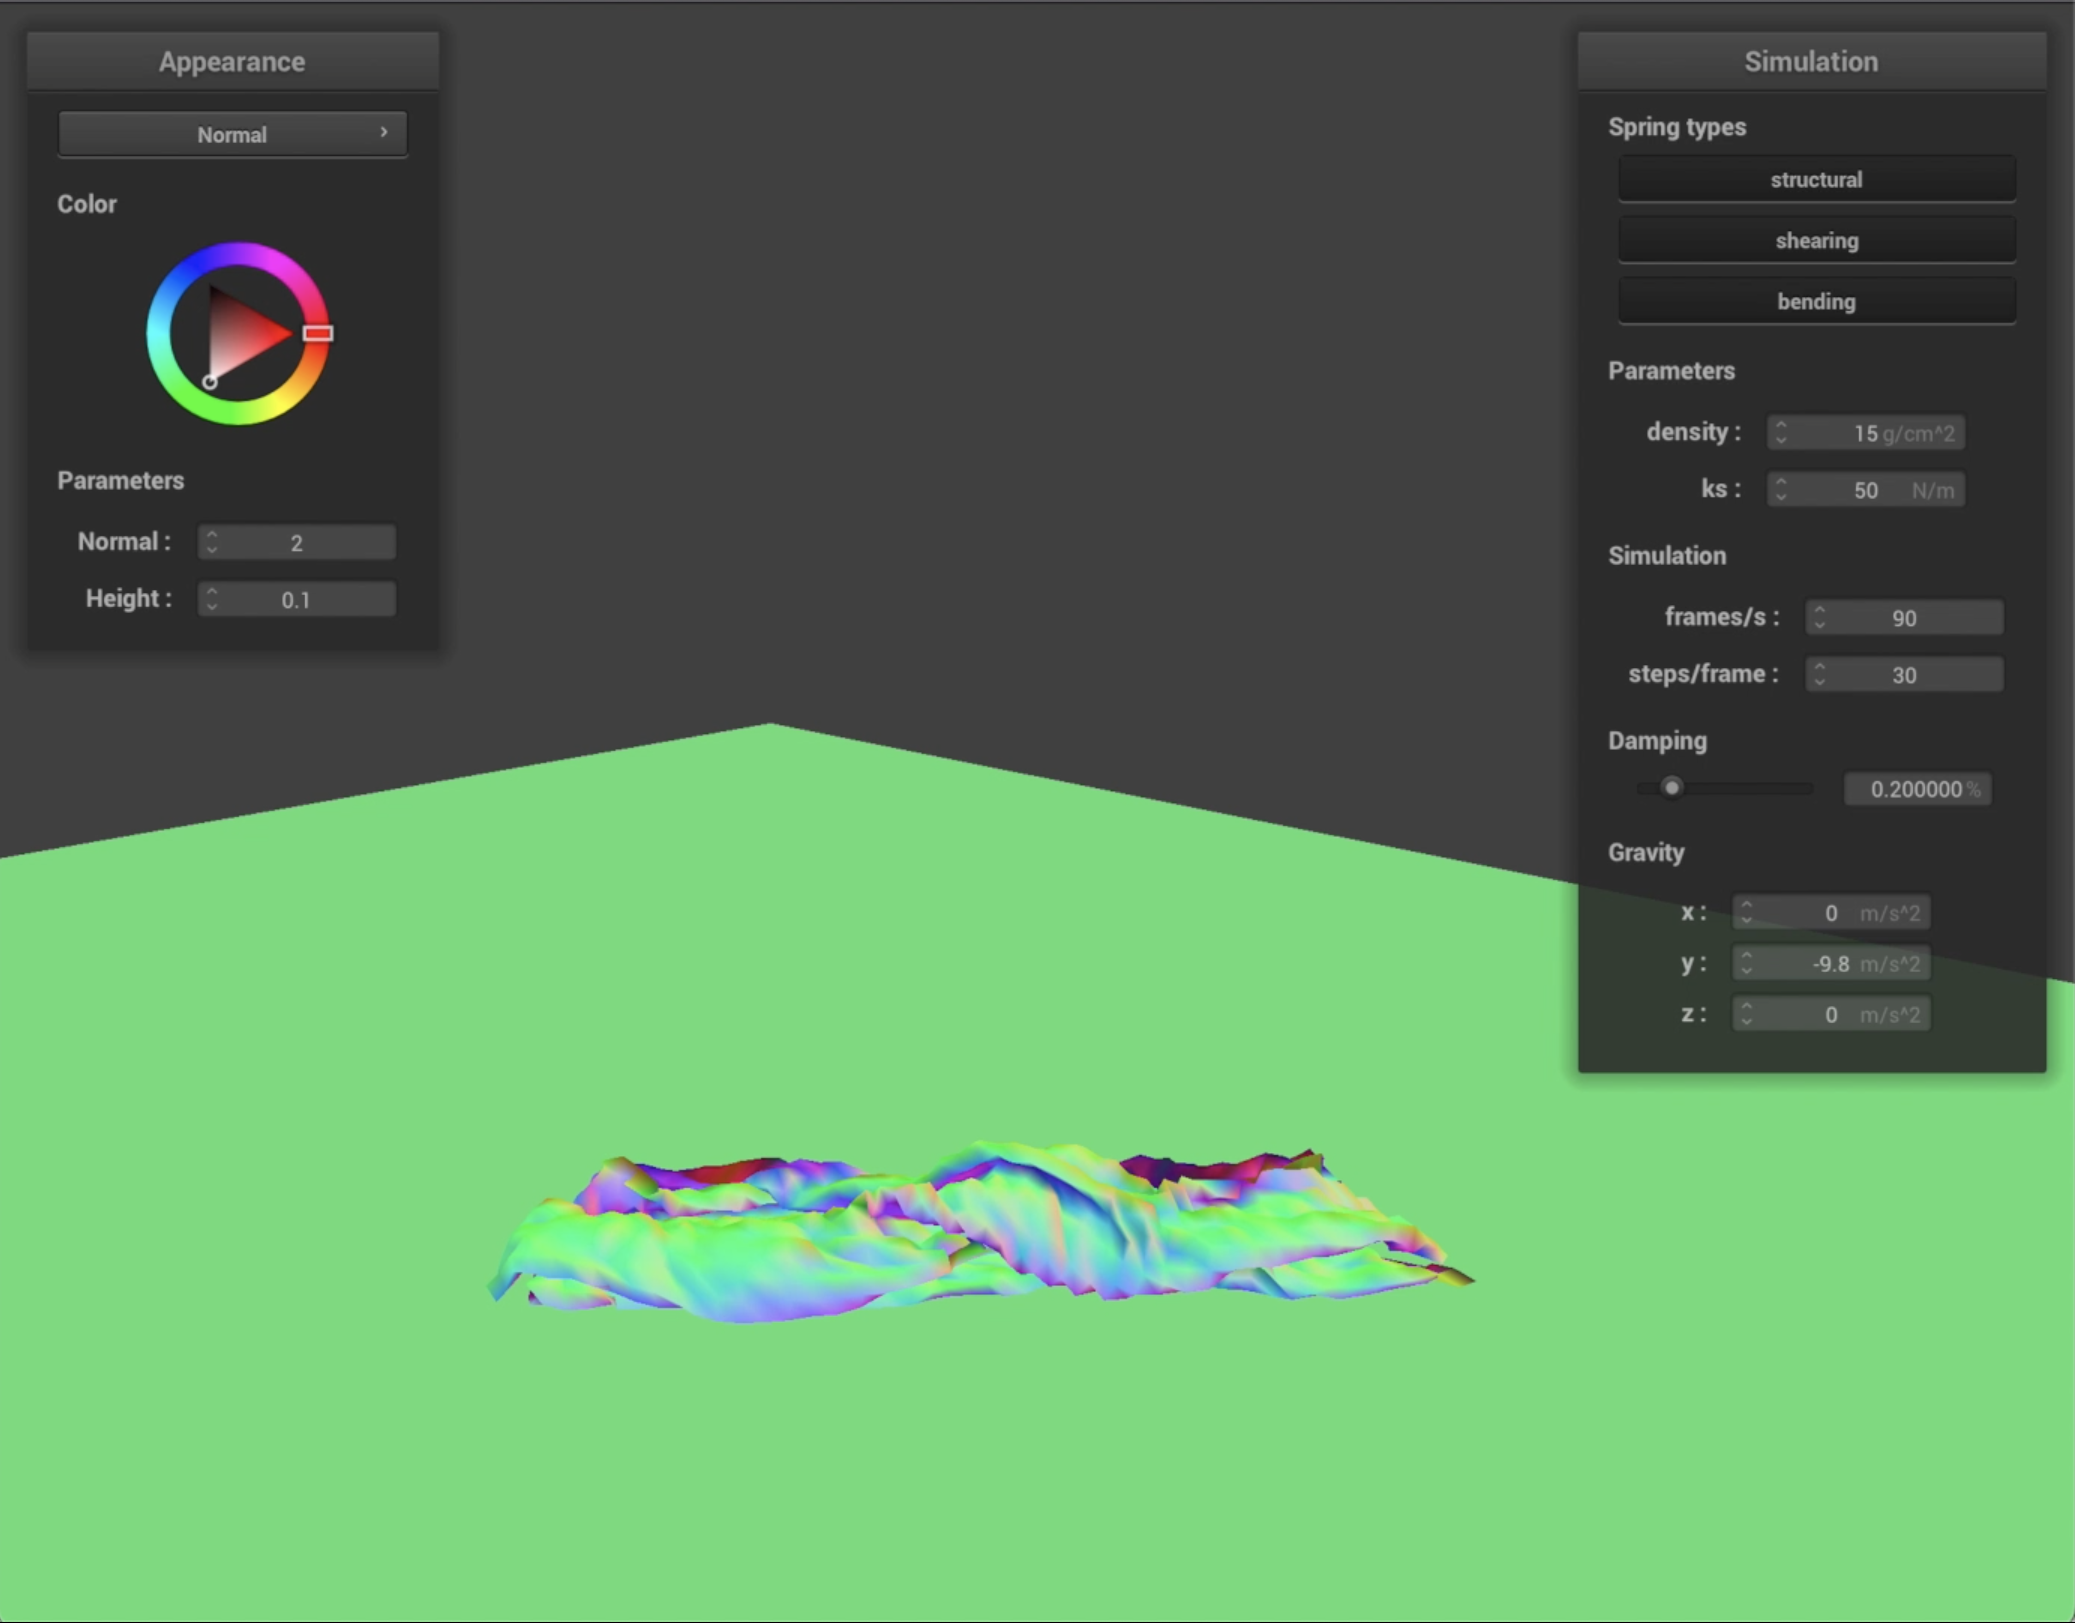 Appearance
Normal
Color
Parameters
Normal :
2
Height :
0.1
Simulation
Spring types
structural
shearing
bending
Parameters
density : 15 g/cm^2
ks : 50 N/m
Simulation
frames/s : 90
steps/frame : 30
Damping
0.200000 %
Gravity
x : 0 m/s^2
y : -9.8 m/s^2
z : 0 m/s^2